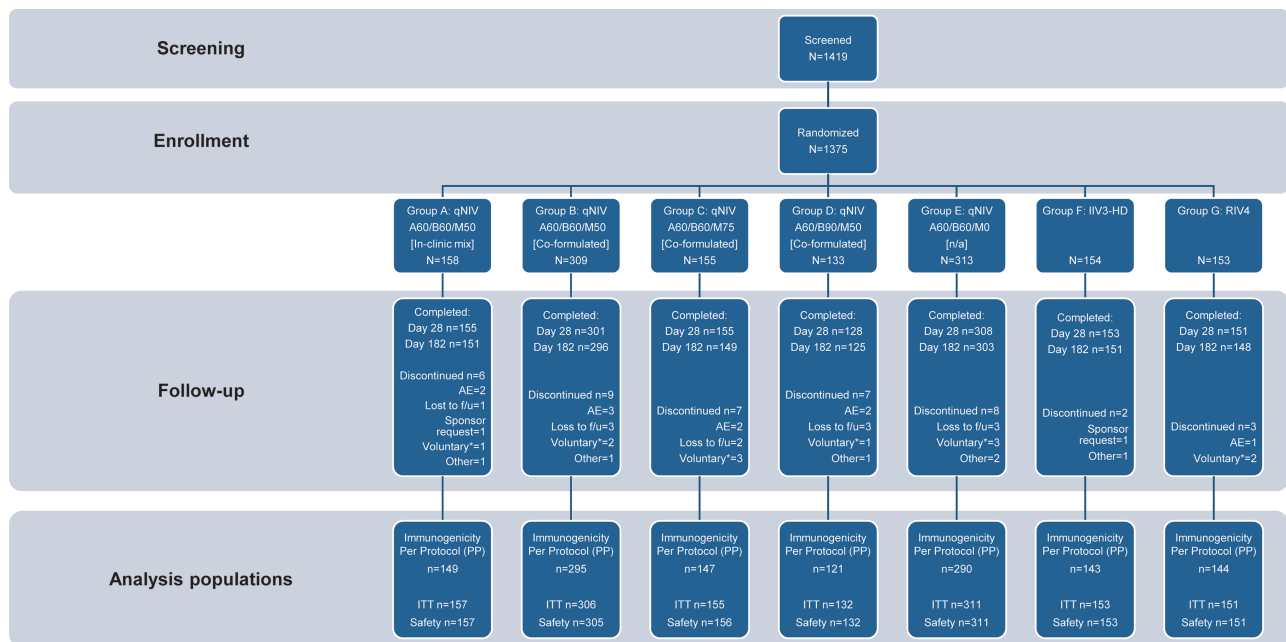 Screening
Screened
N=1419
Enrollment
Randomized
N=1375
Group A: qNIV
A60/B60/M50
[In-clinic mix]
N=158
Group B: qNIV
A60/B60/M50
[Co-formulated]
N=309
Group C: qNIV
A60/B60/M75
[Co-formulated]
N=155
Group D: qNIV
A60/B90/M50
[Co-formulated]
N=133
Group E: qNIV
A60/B60/M0
[n/a]
N=313
Group F: IIV3-HD
N=154
Group G: RIV4
N=153
Follow-up
Completed:
Day 28 n=155
Day 182 n=151
Discontinued n=6
AE=2
Lost to f/u=1
Sponsor
request=1
Voluntary*=1
Other=1
Completed:
Day 28 n=301
Day 182 n=296
Discontinued n=9
AE=3
Loss to f/u=3
Voluntary*=2
Other=1
Completed:
Day 28 n=155
Day 182 n=149
Discontinued n=7
AE=2
Loss to f/u=2
Voluntary*=3
Completed:
Day 28 n=128
Day 182 n=125
Discontinued n=7
AE=2
Loss to f/u=3
Voluntary*=1
Other=1
Completed:
Day 28 n=308
Day 182 n=303
Discontinued n=8
Loss to f/u=3
Voluntary*=3
Other=2
Completed:
Day 28 n=153
Day 182 n=151
Discontinued n=2
Sponsor
request=1
Other=1
Completed:
Day 28 n=151
Day 182 n=148
Discontinued n=3
AE=1
Voluntary*=2
Analysis populations
Immunogenicity
Per Protocol (PP)
n=149
ITT n=157
Safety n=157
Immunogenicity
Per Protocol (PP)
n=295
ITT n=306
Safety n=305
Immunogenicity
Per Protocol (PP)
n=147
ITT n=155
Safety n=156
Immunogenicity
Per Protocol (PP)
n=121
ITT n=132
Safety n=132
Immunogenicity
Per Protocol (PP)
n=290
ITT n=311
Safety n=311
Immunogenicity
Per Protocol (PP)
n=143
ITT n=153
Safety n=153
Immunogenicity
Per Protocol (PP)
n=144
ITT n=151
Safety n=151